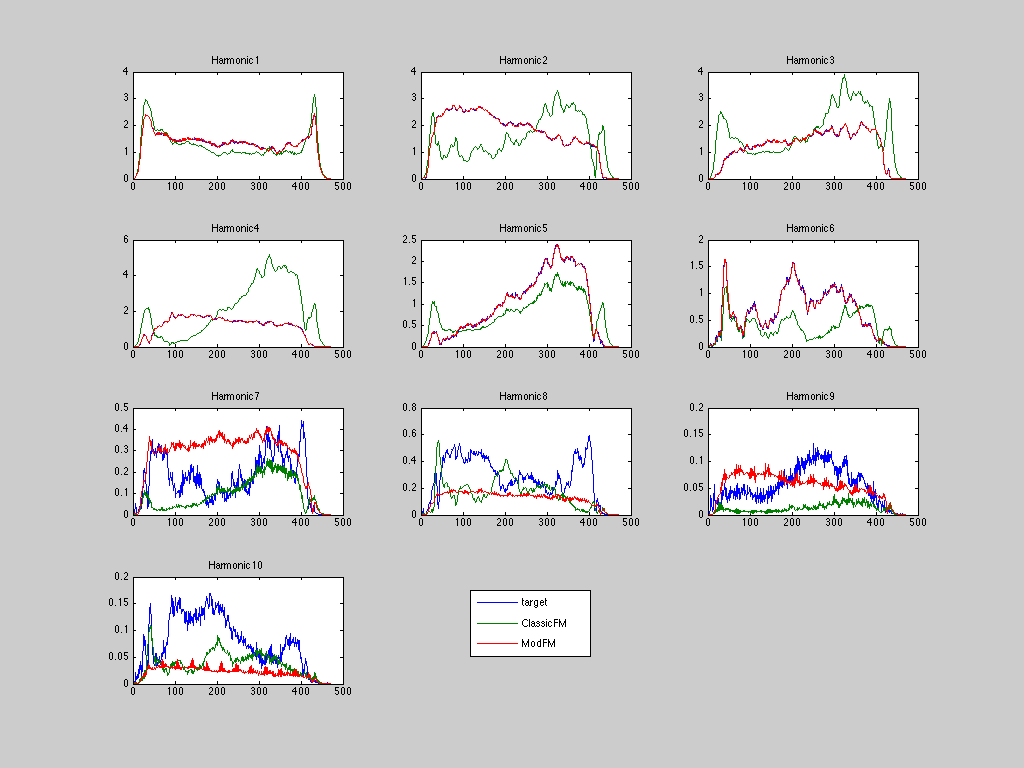 Harmonic1 Harmonic2 Harmonic3
4 4 4
3 3 3
2 2 2
1 1 1
0 0 0
0 100 200 300 400 500 0 100 200 300 400 500 0 100 200 300 400 500
Harmonic4 Harmonic5 Harmonic6
6 2.5 2
4 2 1.5
2 1.5 1
0 1 0.5
0.5 0
0
0 100 200 300 400 500 0 100 200 300 400 500 0 100 200 300 400 500
Harmonic7 Harmonic8 Harmonic9
0.5 0.8 0.2
0.4 0.6 0.15
0.3 0.4 0.1
0.2 0.2 0.05
0.1 0 0
0
0 100 200 300 400 500 0 100 200 300 400 500 0 100 200 300 400 500
Harmonic10
0.2
0.15
0.1
0.05
0
0 100 200 300 400 500
target
ClassicFM
ModFM